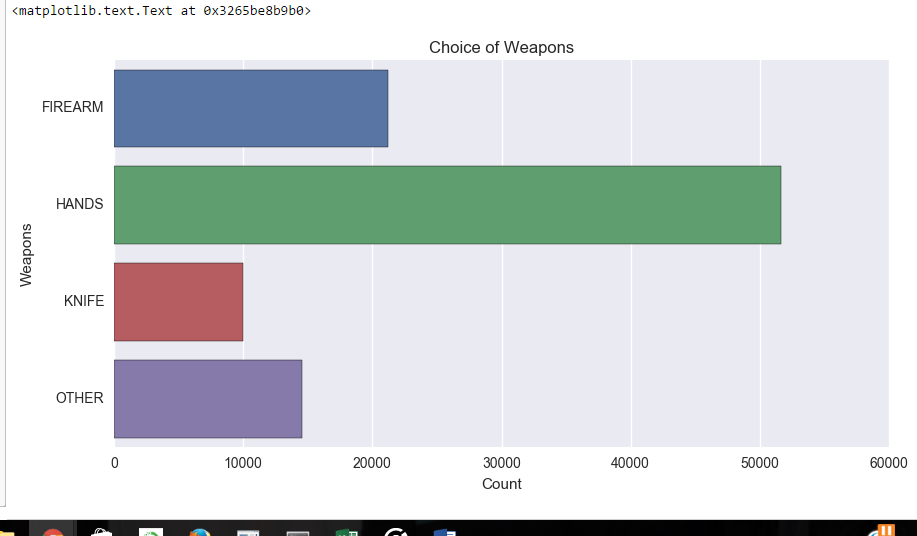 <matplotlib.text.Text at 0x3265be8b9b0>
Choice of Weapons
FIREARM
HANDS
KNIFE
OTHER
Weapons
0 10000 20000 30000 40000 50000 60000
Count